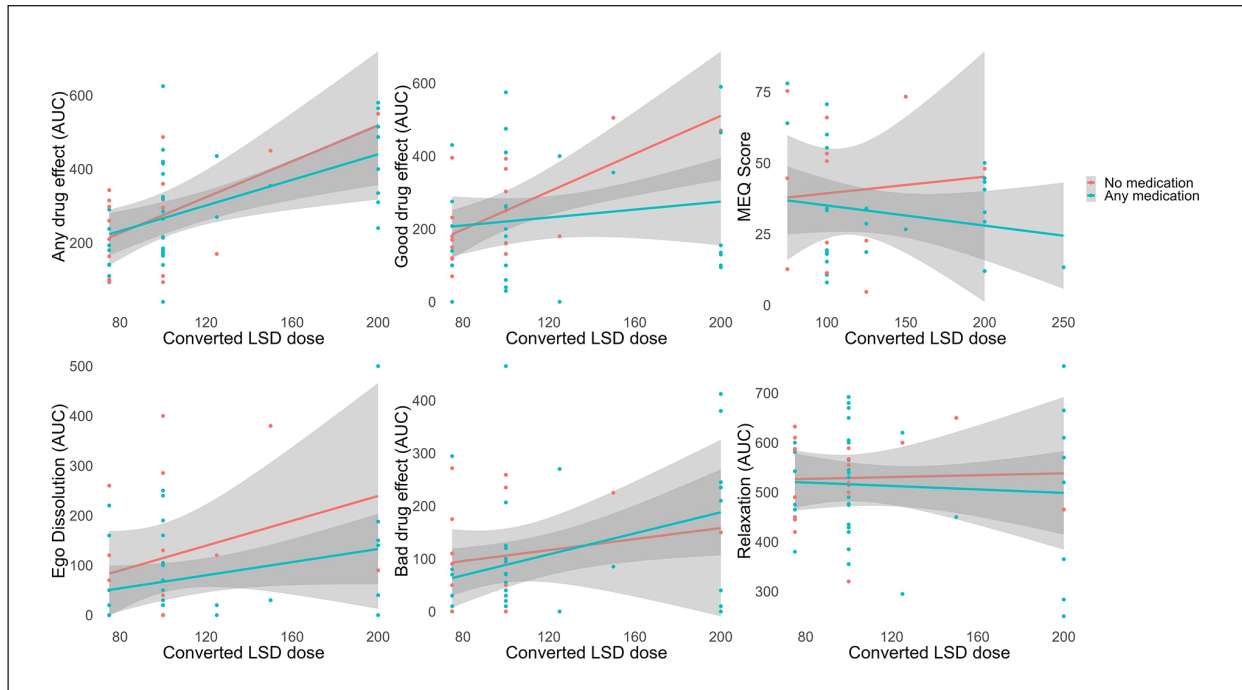 Any drug effect (AUC)
600
400
200
80 120 160 200
Converted LSD dose
Good drug effect (AUC)
600
400
200
0
80 120 160 200
Converted LSD dose
MEQ Score
75
50
25
0
100 150 200 250
Converted LSD dose
No medication
Any medication
Ego Dissolution (AUC)
500
400
300
200
100
0
80 120 160 200
Converted LSD dose
Bad drug effect (AUC)
400
300
200
100
0
80 120 160 200
Converted LSD dose
Relaxation (AUC)
700
600
500
400
300
80 120 160 200
Converted LSD dose